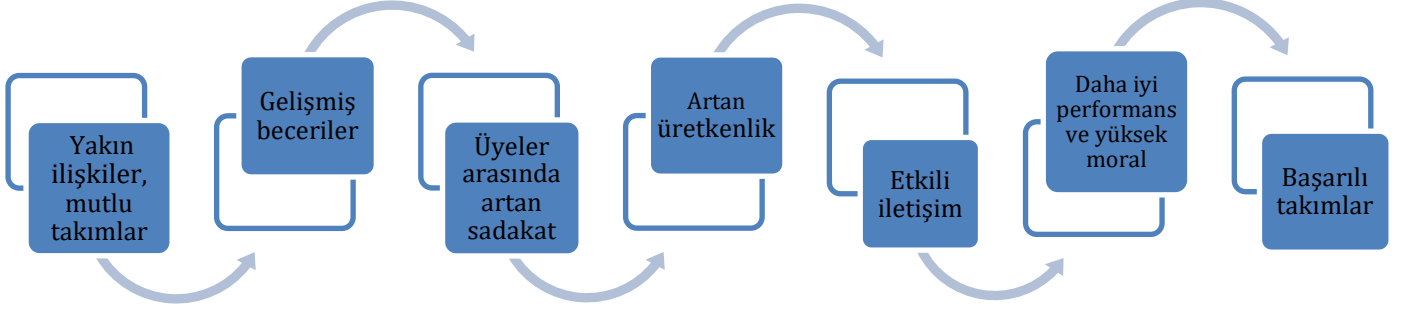 Yakın
ilişkiler,
mutlu
takımlar
Gelişmiş
beceriler
Üyeler
arasında
artan
sadakat
Artan
üretkenlik
Etkili
iletişim
Daha iyi
performans
ve yüksek
moral
Başarılı
takımlar